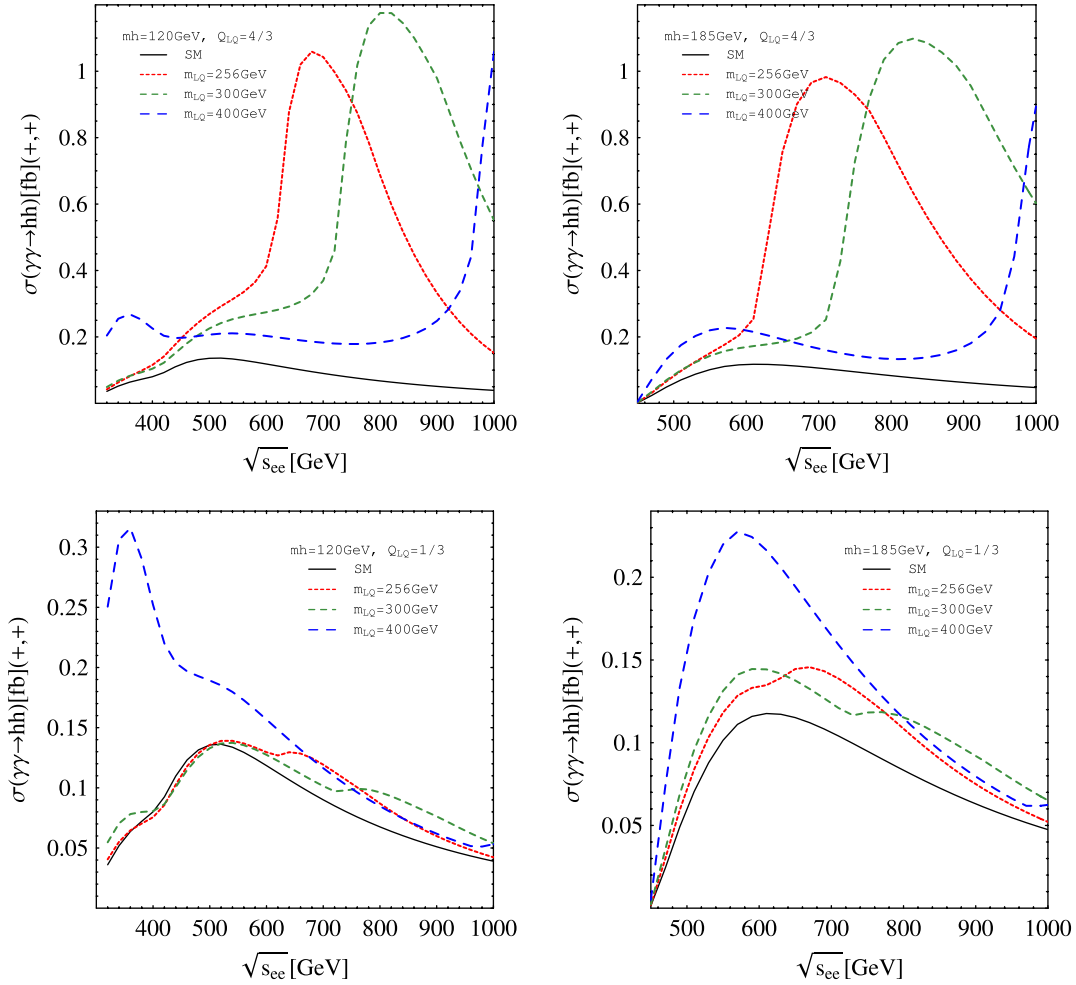 mh=120GeV, Q_LQ=4/3
SM
m_LQ=256GeV
m_LQ=300GeV
m_LQ=400GeV
σ(γγ→hh)[fb](+,+)
1
0.8
0.6
0.4
0.2
400 500 600 700 800 900 1000
√s_ee [GeV]
mh=185GeV, Q_LQ=4/3
SM
m_LQ=256GeV
m_LQ=300GeV
m_LQ=400GeV
σ(γγ→hh)[fb](+,+)
1
0.8
0.6
0.4
0.2
500 600 700 800 900 1000
√s_ee [GeV]
mh=120GeV, Q_LQ=1/3
SM
m_LQ=256GeV
m_LQ=300GeV
m_LQ=400GeV
σ(γγ→hh)[fb](+,+)
0.3
0.25
0.2
0.15
0.1
0.05
400 500 600 700 800 900 1000
√s_ee [GeV]
mh=185GeV, Q_LQ=1/3
SM
m_LQ=256GeV
m_LQ=300GeV
m_LQ=400GeV
σ(γγ→hh)[fb](+,+)
0.2
0.15
0.1
0.05
500 600 700 800 900 1000
√s_ee [GeV]